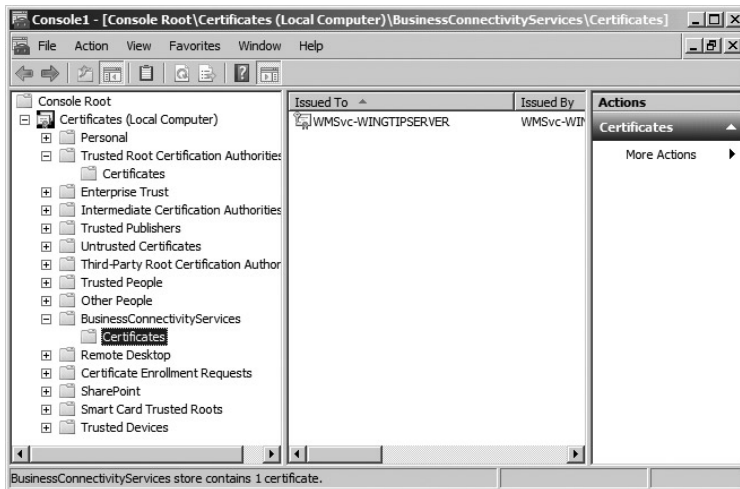 Console1 - [Console Root\Certificates (Local Computer)\BusinessConnectivityServices\Certificates]
File Action View Favorites Window Help
Console Root
Certificates (Local Computer)
Personal
Trusted Root Certification Authorities
Certificates
Enterprise Trust
Intermediate Certification Authorities
Trusted Publishers
Untrusted Certificates
Third-Party Root Certification Author
Trusted People
Other People
BusinessConnectivityServices
Certificates
Remote Desktop
Certificate Enrollment Requests
SharePoint
Smart Card Trusted Roots
Trusted Devices
Issued To Issued By
WMSvc-WINGTIPSERVER WMSvc-WIN
Actions
Certificates
More Actions
BusinessConnectivityServices store contains 1 certificate.